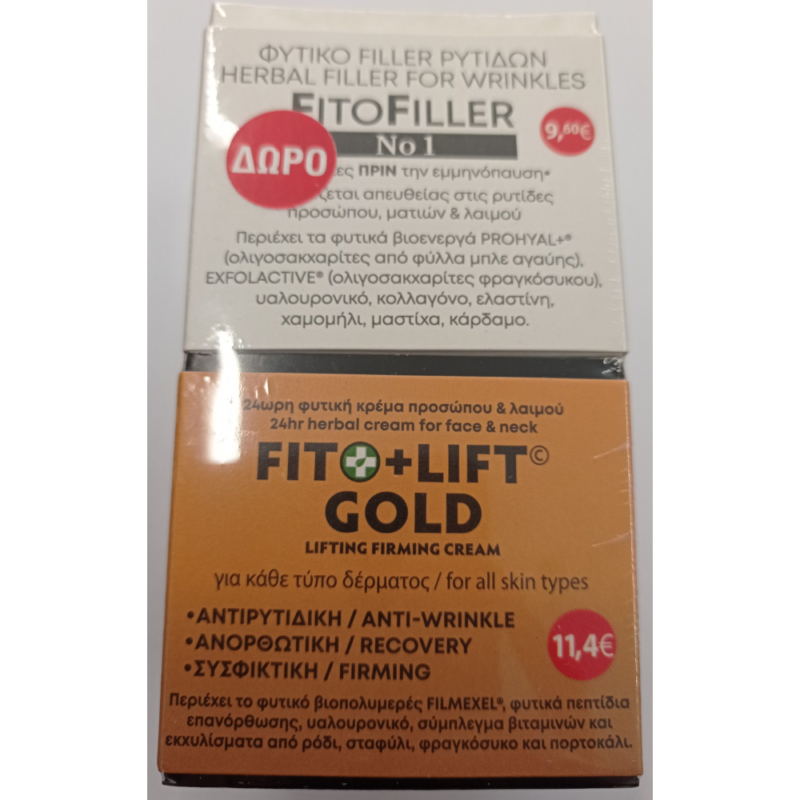 ΦΥΤΙΚΟ FILLER ΡΥΤΙΔΩΝ
HERBAL FILLER FOR WRINKLES
FITOFILLER
No 1
9,60€
ΔΩΡΟ
ΠΡΙΝ την εμμηνόπαυση•
απευθείας στις ρυτίδες
προσώπου, ματιών & λαιμού
Περιέχει τα φυτικά βιοενεργά PROHYAL+®
(ολιγοσακχαρίτες από φύλλα μπλε αγαύης),
EXFOLACTIVE® (ολιγοσακχαρίτες φραγκόσυκου),
υαλουρονικό, κολλαγόνο, ελαστίνη,
χαμομήλι, μαστίχα, κάρδαμο.
24ωρη φυτική κρέμα προσώπου & λαιμού
24hr herbal cream for face & neck
FITO+LIFT©
GOLD
LIFTING FIRMING CREAM
για κάθε τύπο δέρματος / for all skin types
•ΑΝΤΙΡΥΤΙΔΙΚΗ / ANTI-WRINKLE
•ΑΝΟΡΘΩΤΙΚΗ / RECOVERY
•ΣΥΣΦΙΚΤΙΚΗ / FIRMING
11,4€
Περιέχει το φυτικό βιοπολυμερές FILMEXEL®, φυτικά πεπτίδια
επανόρθωσης, υαλουρονικό, σύμπλεγμα βιταμινών και
εκχυλίσματα από ρόδι, σταφύλι, φραγκόσυκο και πορτοκάλι.